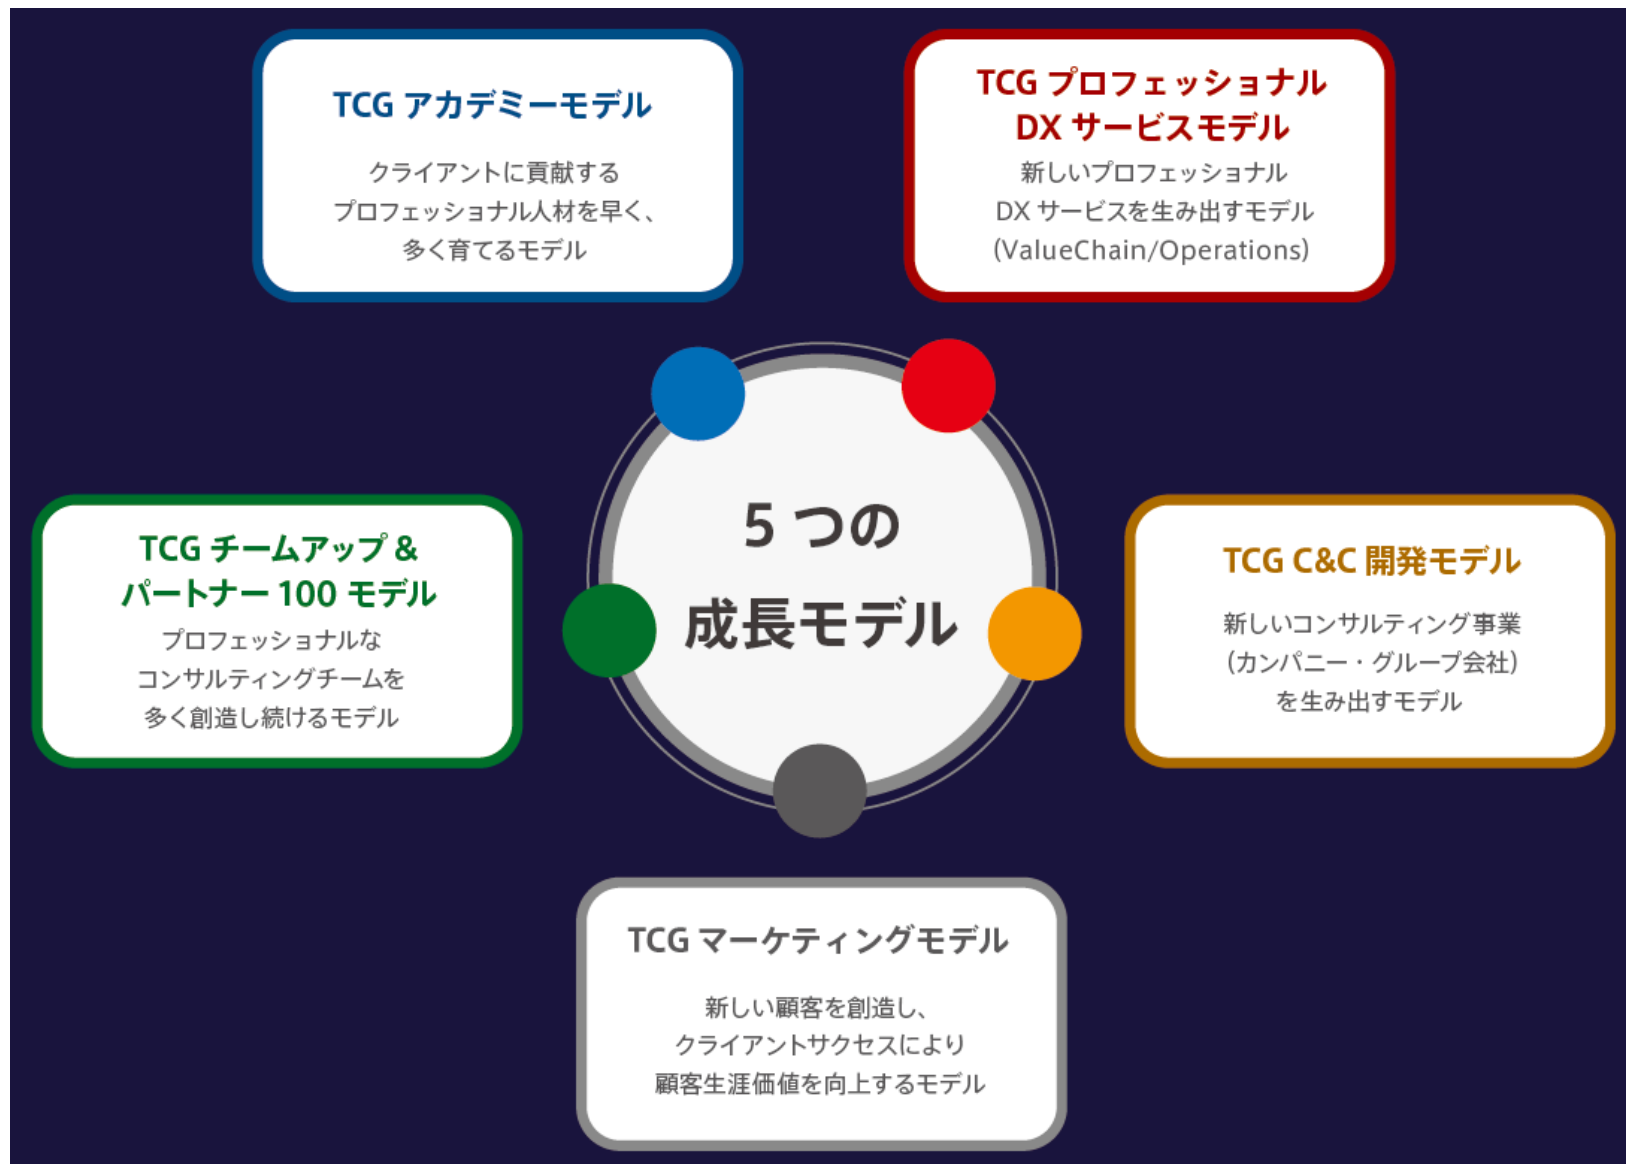 TCG アカデミーモデル
クライアントに貢献する
プロフェッショナル人材を早く、
多く育てるモデル
TCG プロフェッショナル
DX サービスモデル
新しいプロフェッショナル
DX サービスを生み出すモデル
(ValueChain/Operations)
5 つの
成長モデル
TCG チームアップ &
パートナー 100 モデル
プロフェッショナルな
コンサルティングチームを
多く創造し続けるモデル
TCG C&C 開発モデル
新しいコンサルティング事業
(カンパニー・グループ会社)
を生み出すモデル
TCG マーケティングモデル
新しい顧客を創造し、
クライアントサクセスにより
顧客生涯価値を向上するモデル